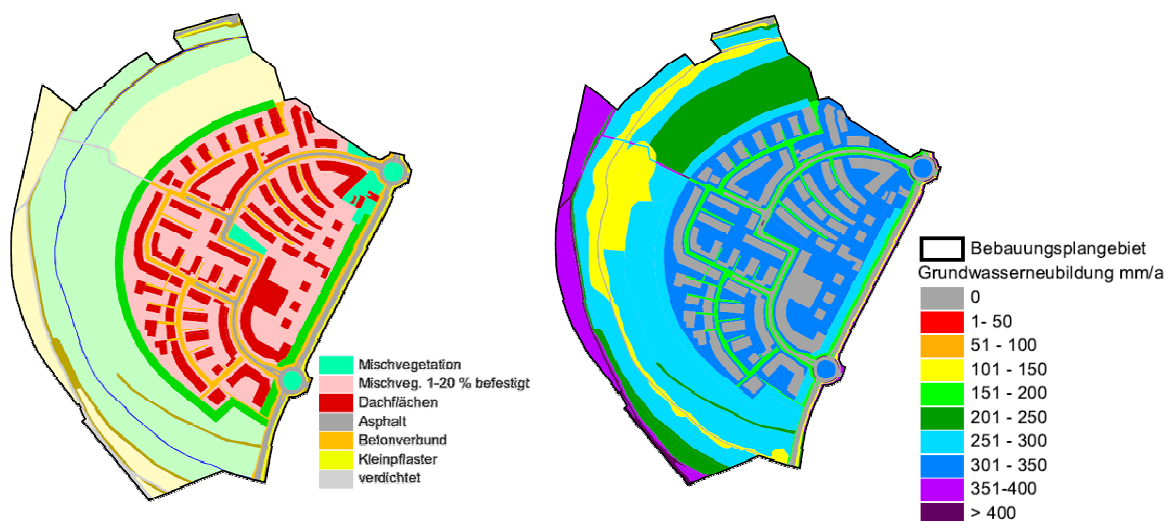 Mischvegetation
Mischveg. 1-20 % befestigt
Dachflächen
Asphalt
Betonverbund
Kleinpflaster
verdichtet
Bebauungsplangebiet
Grundwasserneubildung mm/a
0
1- 50
51 - 100
101 - 150
151 - 200
201 - 250
251 - 300
301 - 350
351-400
> 400